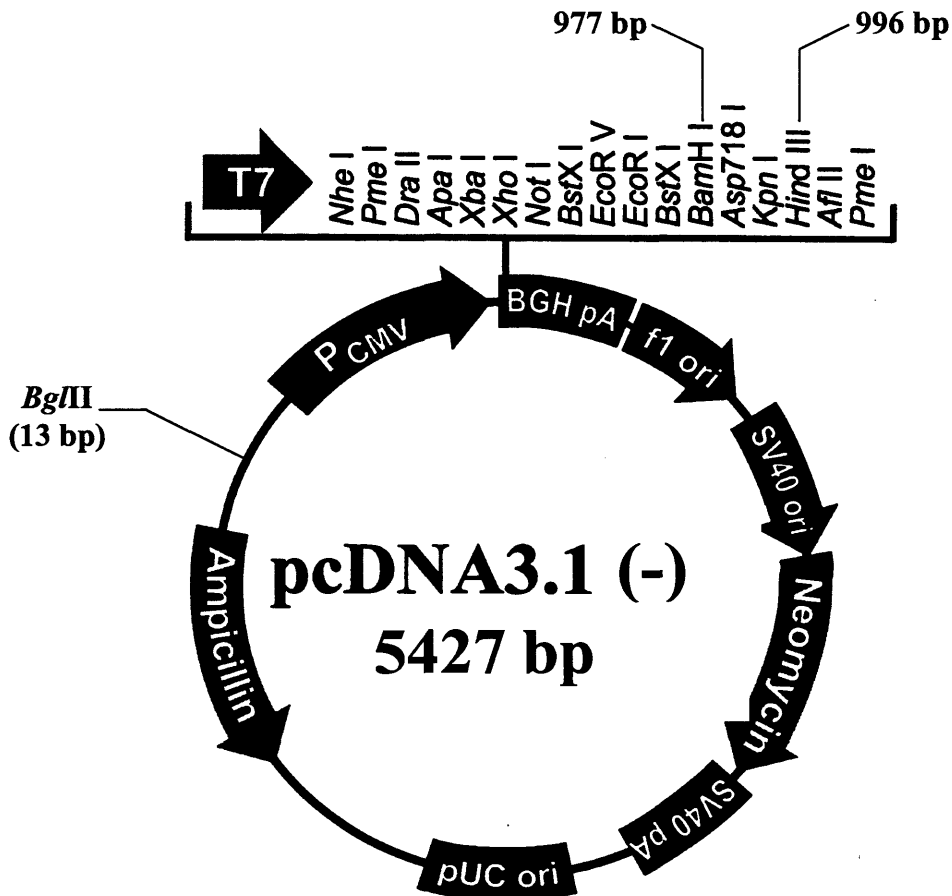 977 bp
996 bp
T7
Nhe I
Pme I
Dra II
Apa I
Xba I
Xho I
Not I
BstX I
EcoR V
EcoR I
BstX I
BamH I
Asp718 I
Kpn I
Hind III
Afl II
Pme I
PCMV
BGH pA
f1 ori
BglII
(13 bp)
SV40 ori
Ampicillin
pcDNA3.1 (-)
5427 bp
Neomycin
SV40 pA
pUC ori